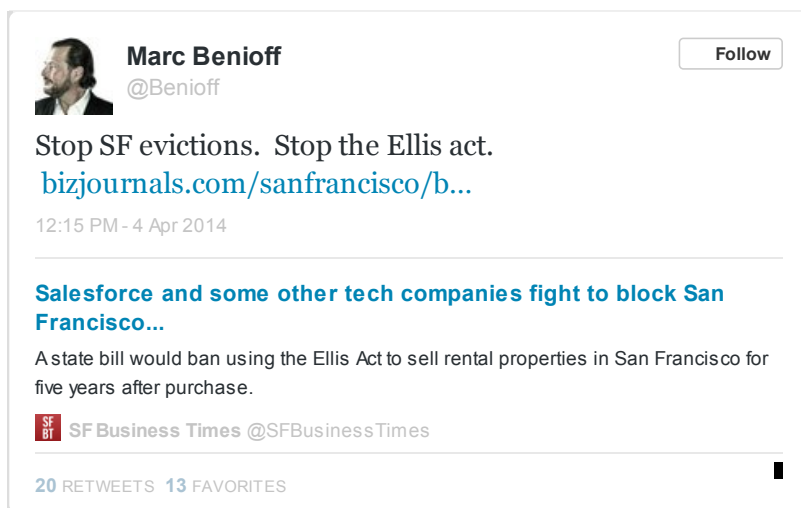 Marc Benioff
Follow
@Benioff
Stop SF evictions. Stop the Ellis act.
bizjournals.com/sanfrancisco/b...
12:15 PM - 4 Apr 2014
Salesforce and some other tech companies fight to block San
Francisco...
A state bill would ban using the Ellis Act to sell rental properties in San Francisco for
five years after purchase.
SF
BT
SF Business Times @SFBusinessTimes
20 RETWEETS 13 FAVORITES